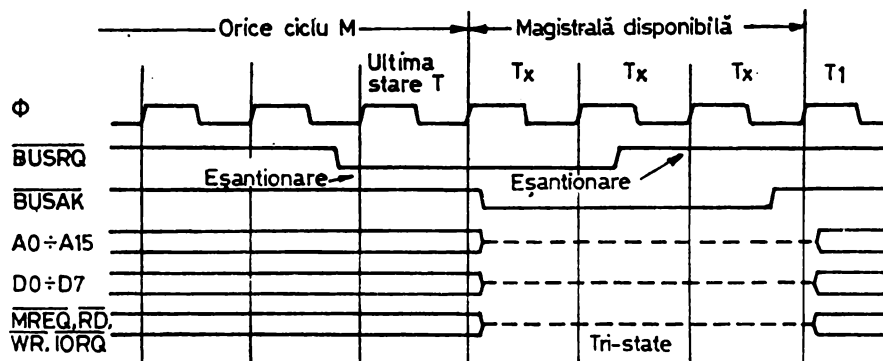 Orice ciclu M
Magistrală disponibilă
Ultima
stare T
Tx
Tx
Tx
T1
Φ
BUSRQ
Eșantionare
Eșantionare
BUSAK
A0÷A15
D0÷D7
MREQ, RD,
WR. IORQ
Tri-state